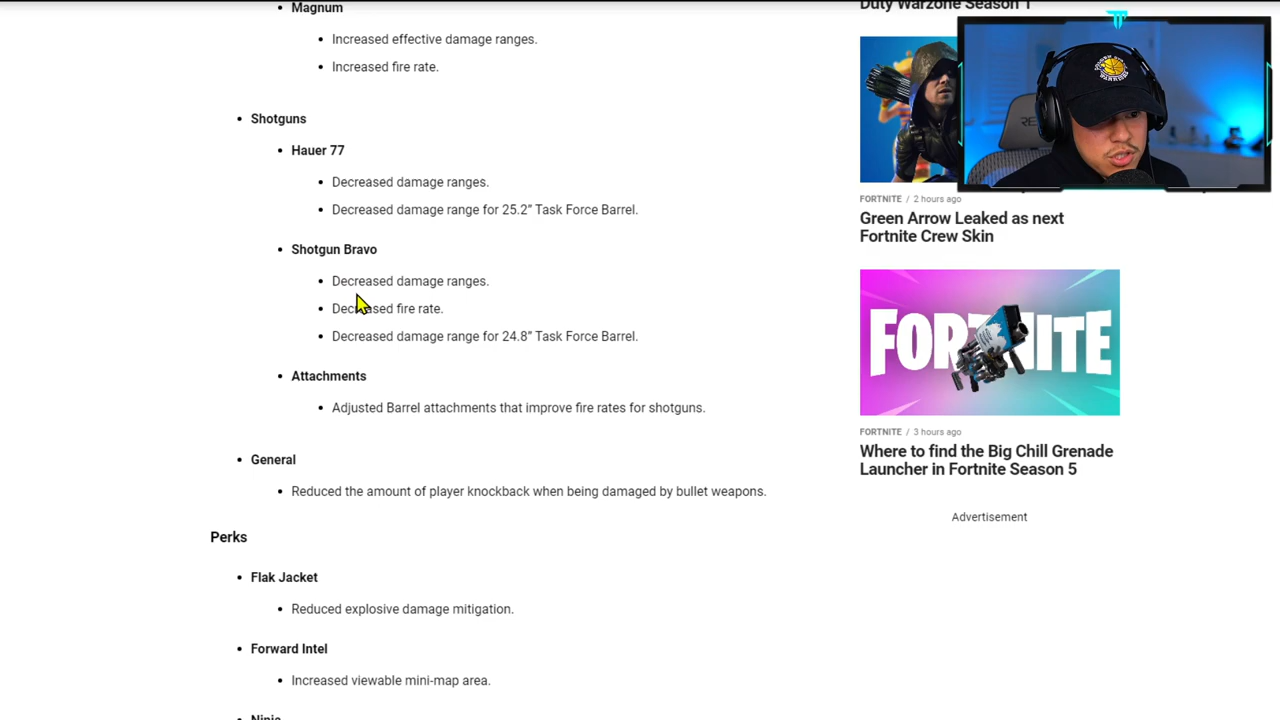 Magnum
Increased effective damage ranges.
Increased fire rate.
Shotguns
Hauer 77
Decreased damage ranges.
Decreased damage range for 25.2” Task Force Barrel.
Shotgun Bravo
Decreased damage ranges.
Decreased fire rate.
Decreased damage range for 24.8” Task Force Barrel.
Attachments
Adjusted Barrel attachments that improve fire rates for shotguns.
General
Reduced the amount of player knockback when being damaged by bullet weapons.
Perks
Flak Jacket
Reduced explosive damage mitigation.
Forward Intel
Increased viewable mini-map area.
Ninja
Duty Warzone Season 1
FORTNITE / 2 hours ago
Green Arrow Leaked as next
Fortnite Crew Skin
FORTNITE
FORTNITE / 3 hours ago
Where to find the Big Chill Grenade
Launcher in Fortnite Season 5
Advertisement